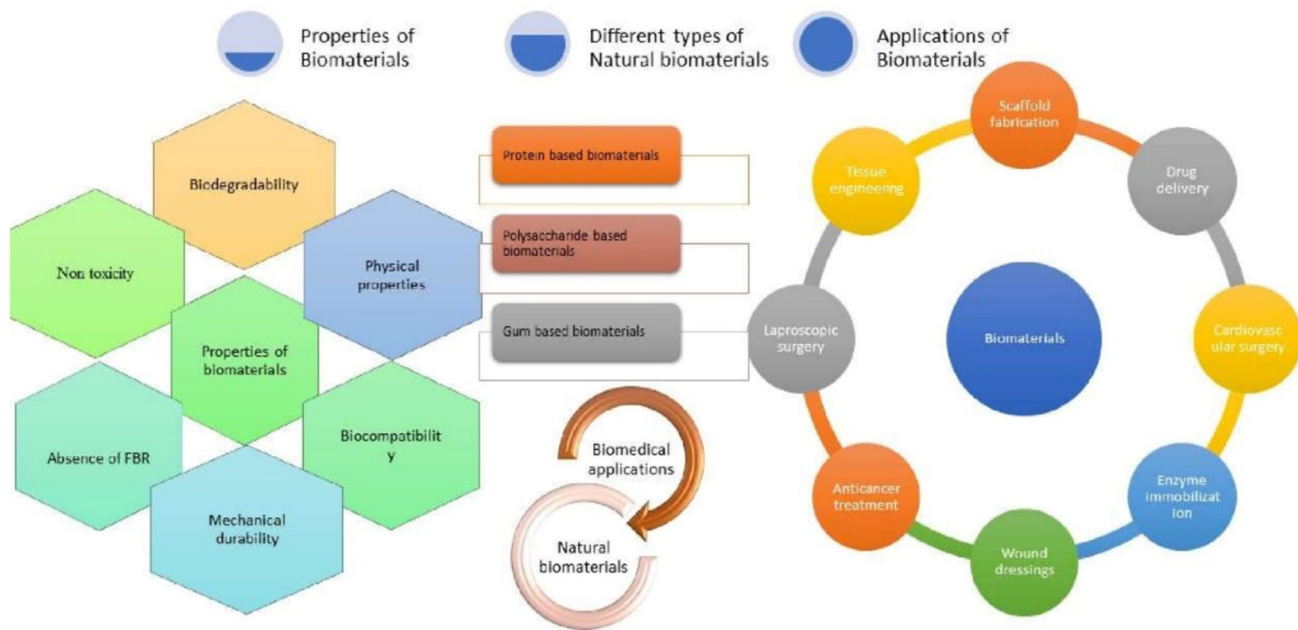 Properties of
Biomaterials
Different types of
Natural biomaterials
Applications of
Biomaterials
Biodegradability
Non toxicity
Physical
properties
Properties of
biomaterials
Absence of FBR
Biocompatibilit
y
Mechanical
durability
Protein based biomaterials
Polysaccharide based
biomaterials
Gum based biomaterials
Biomedical
applications
Natural
biomaterials
Scaffold
fabrication
Drug
delivery
Cardiovasc
ular surgery
Enzyme
immobilizat
ion
Wound
dressings
Anticancer
treatment
Laproscopic
surgery
Tissue
engineering
Biomaterials